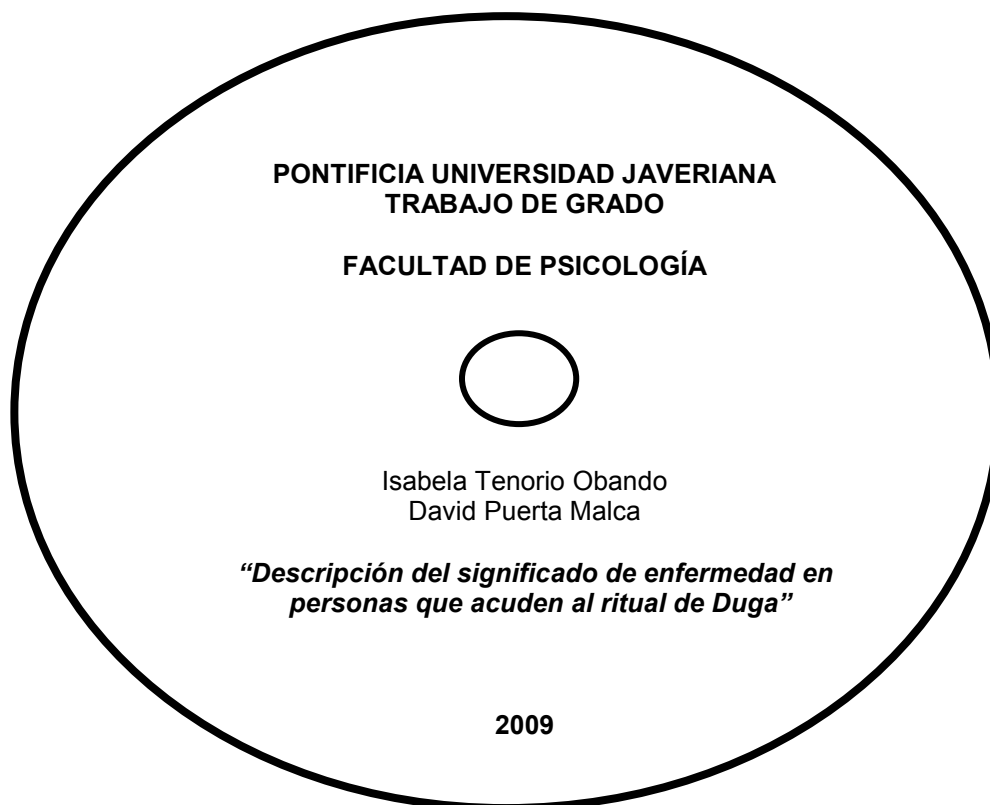 PONTIFICIA UNIVERSIDAD JAVERIANA
TRABAJO DE GRADO
FACULTAD DE PSICOLOGÍA
Isabela Tenorio Obando
David Puerta Malca
“Descripción del significado de enfermedad en
personas que acuden al ritual de Duga”
2009